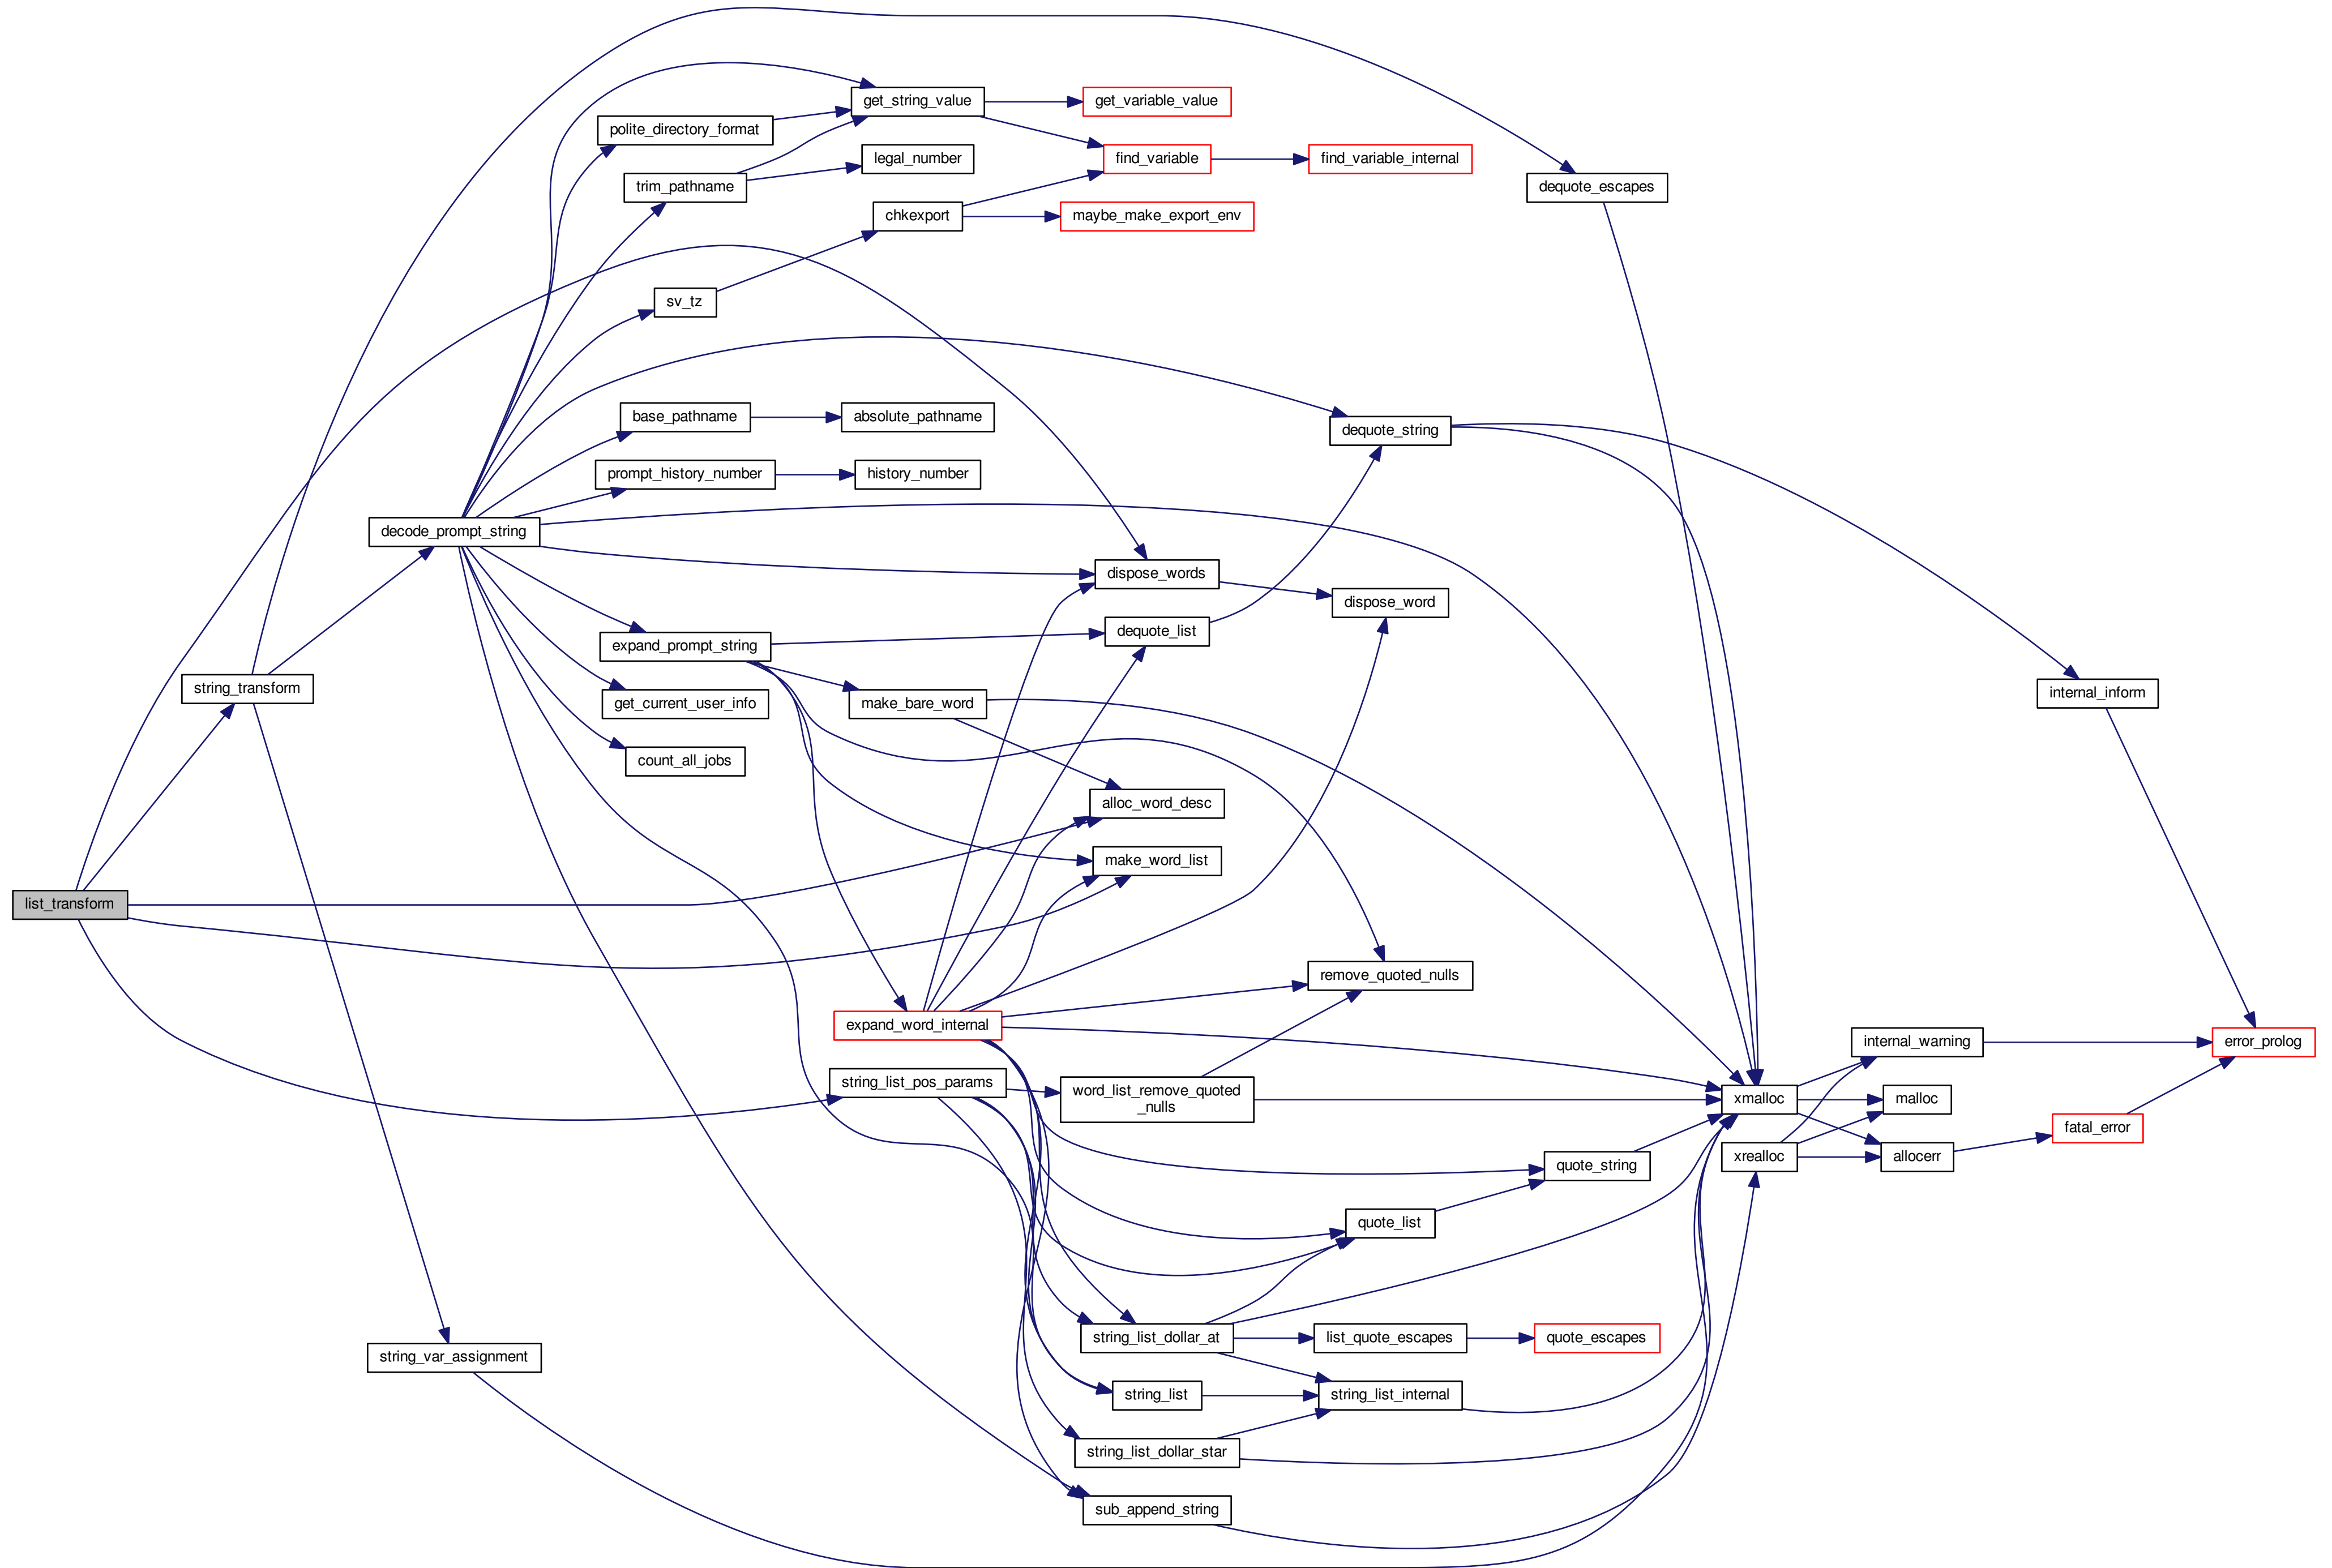 get_string_value
get_variable_value
polite_directory_format
legal_number
find_variable
find_variable_internal
trim_pathname
dequote_escapes
chkexport
maybe_make_export_env
sv_tz
base_pathname
absolute_pathname
dequote_string
prompt_history_number
history_number
decode_prompt_string
dispose_words
dispose_word
expand_prompt_string
dequote_list
string_transform
get_current_user_info
make_bare_word
internal_inform
count_all_jobs
alloc_word_desc
make_word_list
list_transform
remove_quoted_nulls
expand_word_internal
internal_warning
error_prolog
string_list_pos_params
word_list_remove_quoted
_nulls
xmalloc
malloc
fatal_error
quote_string
xrealloc
allocerr
quote_list
string_list_dollar_at
list_quote_escapes
quote_escapes
string_var_assignment
string_list
string_list_internal
string_list_dollar_star
sub_append_string